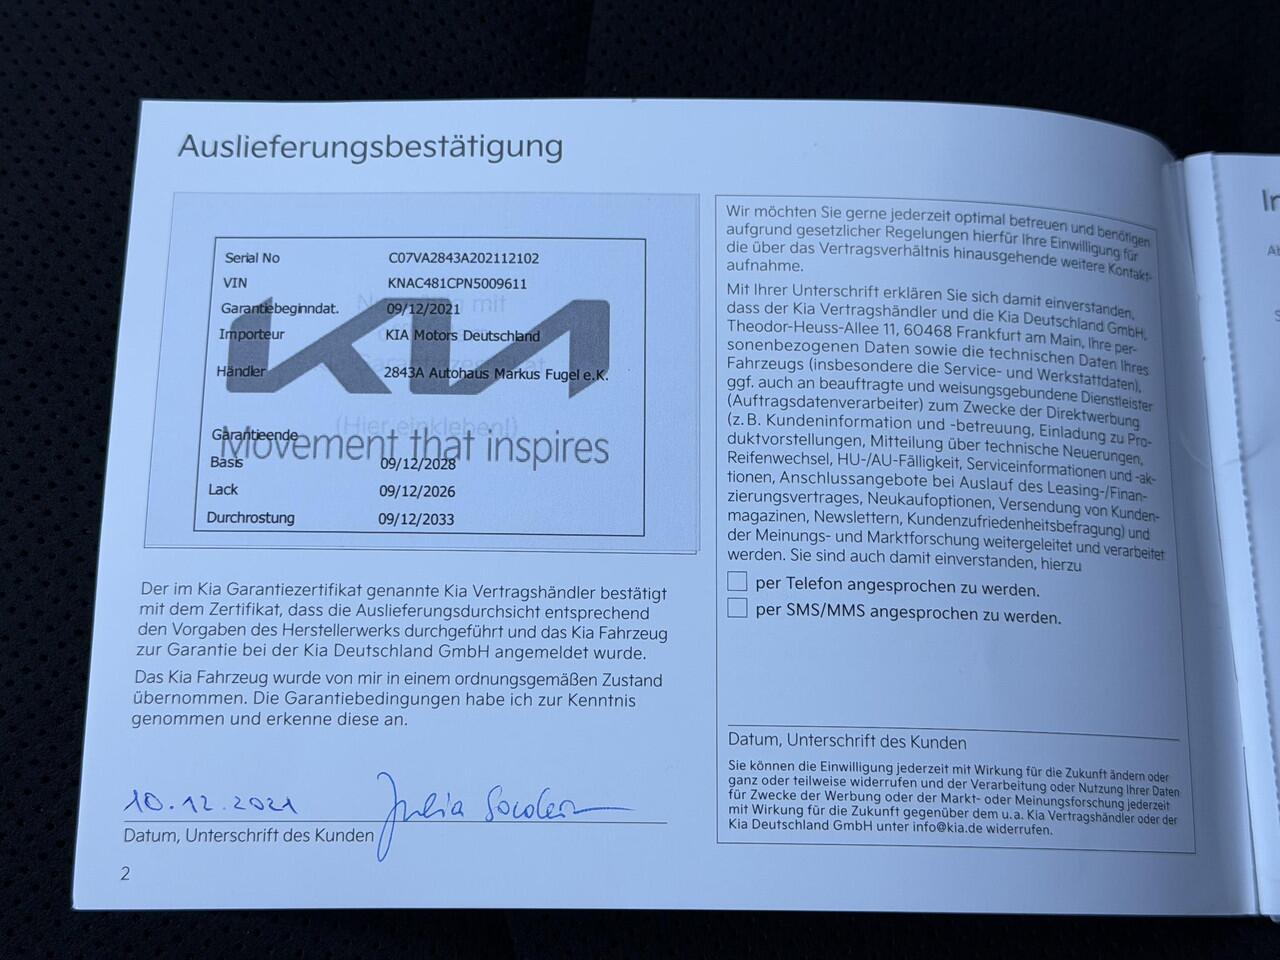 Auslieferungsbestätigung
Serial No C07VA2843A202112102
VIN KNAC481CPN5009611
Garantiebeginndat. 09/12/2021
Importeur KIA Motors Deutschland
Händler 2843A Autohaus Markus Fugel e.K.
KIA
(Hier einkleben!)
Garantieende
Movement that inspires
Basis 09/12/2028
Lack 09/12/2026
Durchrostung 09/12/2033
Der im Kia Garantiezertifikat genannte Kia Vertragshändler bestätigt
mit dem Zertifikat, dass die Auslieferungsdurchsicht entsprechend
den Vorgaben des Herstellerwerks durchgeführt und das Kia Fahrzeug
zur Garantie bei der Kia Deutschland GmbH angemeldet wurde.
Das Kia Fahrzeug wurde von mir in einem ordnungsgemäßen Zustand
übernommen. Die Garantiebedingungen habe ich zur Kenntnis
genommen und erkenne diese an.
10.12.2021 Julia
Datum, Unterschrift des Kunden
2
Wir möchten Sie gerne jederzeit optimal betreuen und benötigen
aufgrund gesetzlicher Regelungen hierfür Ihre Einwilligung für
die über das Vertragsverhältnis hinausgehende weitere Kontakt-
aufnahme.
Mit Ihrer Unterschrift erklären Sie sich damit einverstanden,
dass der Kia Vertragshändler und die Kia Deutschland GmbH,
Theodor-Heuss-Allee 11, 60468 Frankfurt am Main, Ihre per-
sonenbezogenen Daten sowie die technischen Daten Ihres
Fahrzeugs (insbesondere die Service- und Werkstattdaten),
ggf. auch an beauftragte und weisungsgebundene Dienstleister
(Auftragsdatenverarbeiter) zum Zwecke der Direktwerbung
(z. B. Kundeninformation und -betreuung, Einladung zu Pro-
duktvorstellungen, Mitteilung über technische Neuerungen,
Reifenwechsel, HU-/AU-Fälligkeit, Serviceinformationen und -ak-
tionen, Anschlussangebote bei Auslauf des Leasing-/Finan-
zierungsvertrages, Neukaufoptionen, Versendung von Kunden-
magazinen, Newslettern, Kundenzufriedenheitsbefragung) und
der Meinungs- und Marktforschung weitergeleitet und verarbeitet
werden. Sie sind auch damit einverstanden, hierzu
per Telefon angesprochen zu werden.
per SMS/MMS angesprochen zu werden.
Datum, Unterschrift des Kunden
Sie können die Einwilligung jederzeit mit Wirkung für die Zukunft ändern oder
ganz oder teilweise widerrufen und der Verarbeitung oder Nutzung Ihrer Daten
für Zwecke der Werbung oder der Markt- oder Meinungsforschung jederzeit
mit Wirkung für die Zukunft gegenüber dem u. a. Kia Vertragshändler oder der
Kia Deutschland GmbH unter info@kia.de widerrufen.